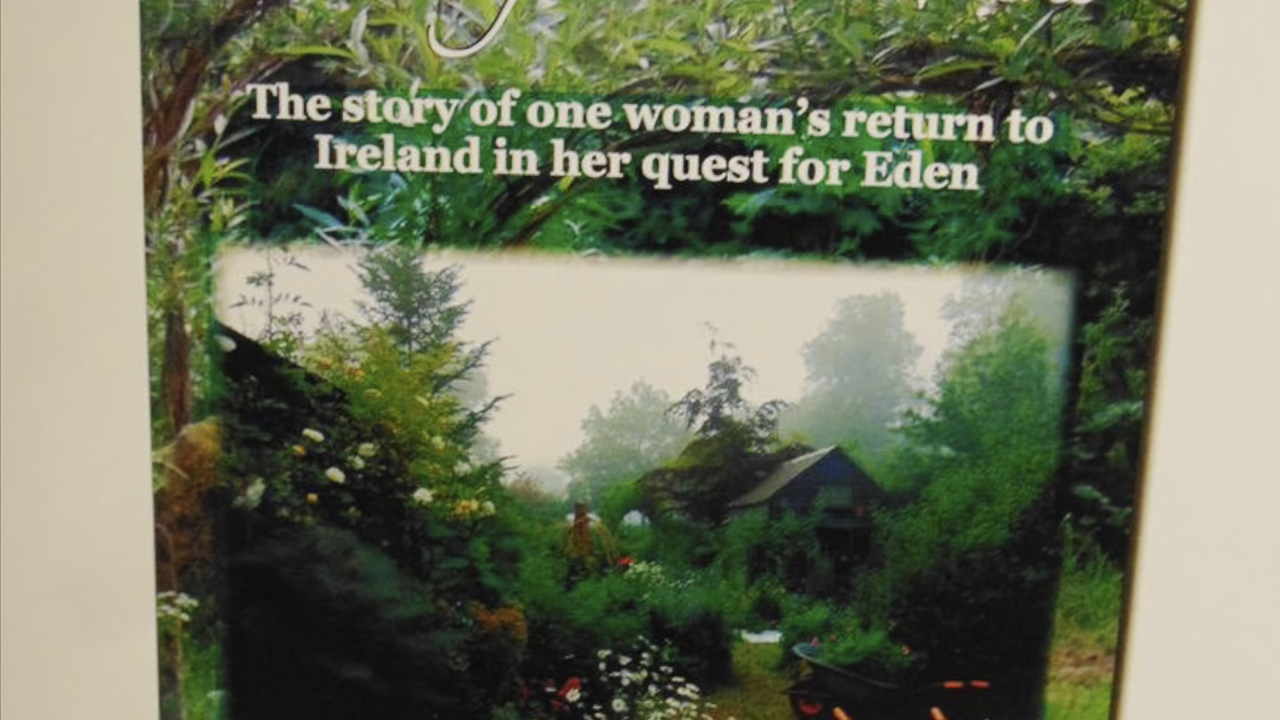 The story of one woman's return to
Ireland in her quest for Eden